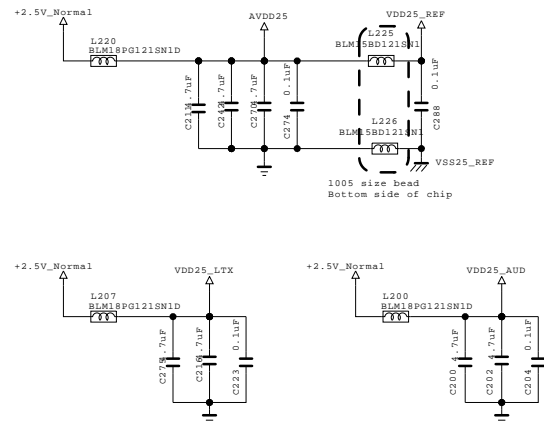 +2.5V_Normal
AVDD25
VDD25_REF
L220
BLM18PG121SN1D
L225
BLM15BD121SN1
C211
4.7uF
C242
4.7uF
C270
4.7uF
C274
0.1uF
C288
0.1uF
L226
BLM15BD121SN1
VSS25_REF
1005 size bead
Bottom side of chip
+2.5V_Normal
VDD25_LTX
L207
BLM18PG121SN1D
C275
4.7uF
C216
4.7uF
C223
0.1uF
+2.5V_Normal
VDD25_AUD
L200
BLM18PG121SN1D
C200
4.7uF
C202
4.7uF
C204
0.1uF